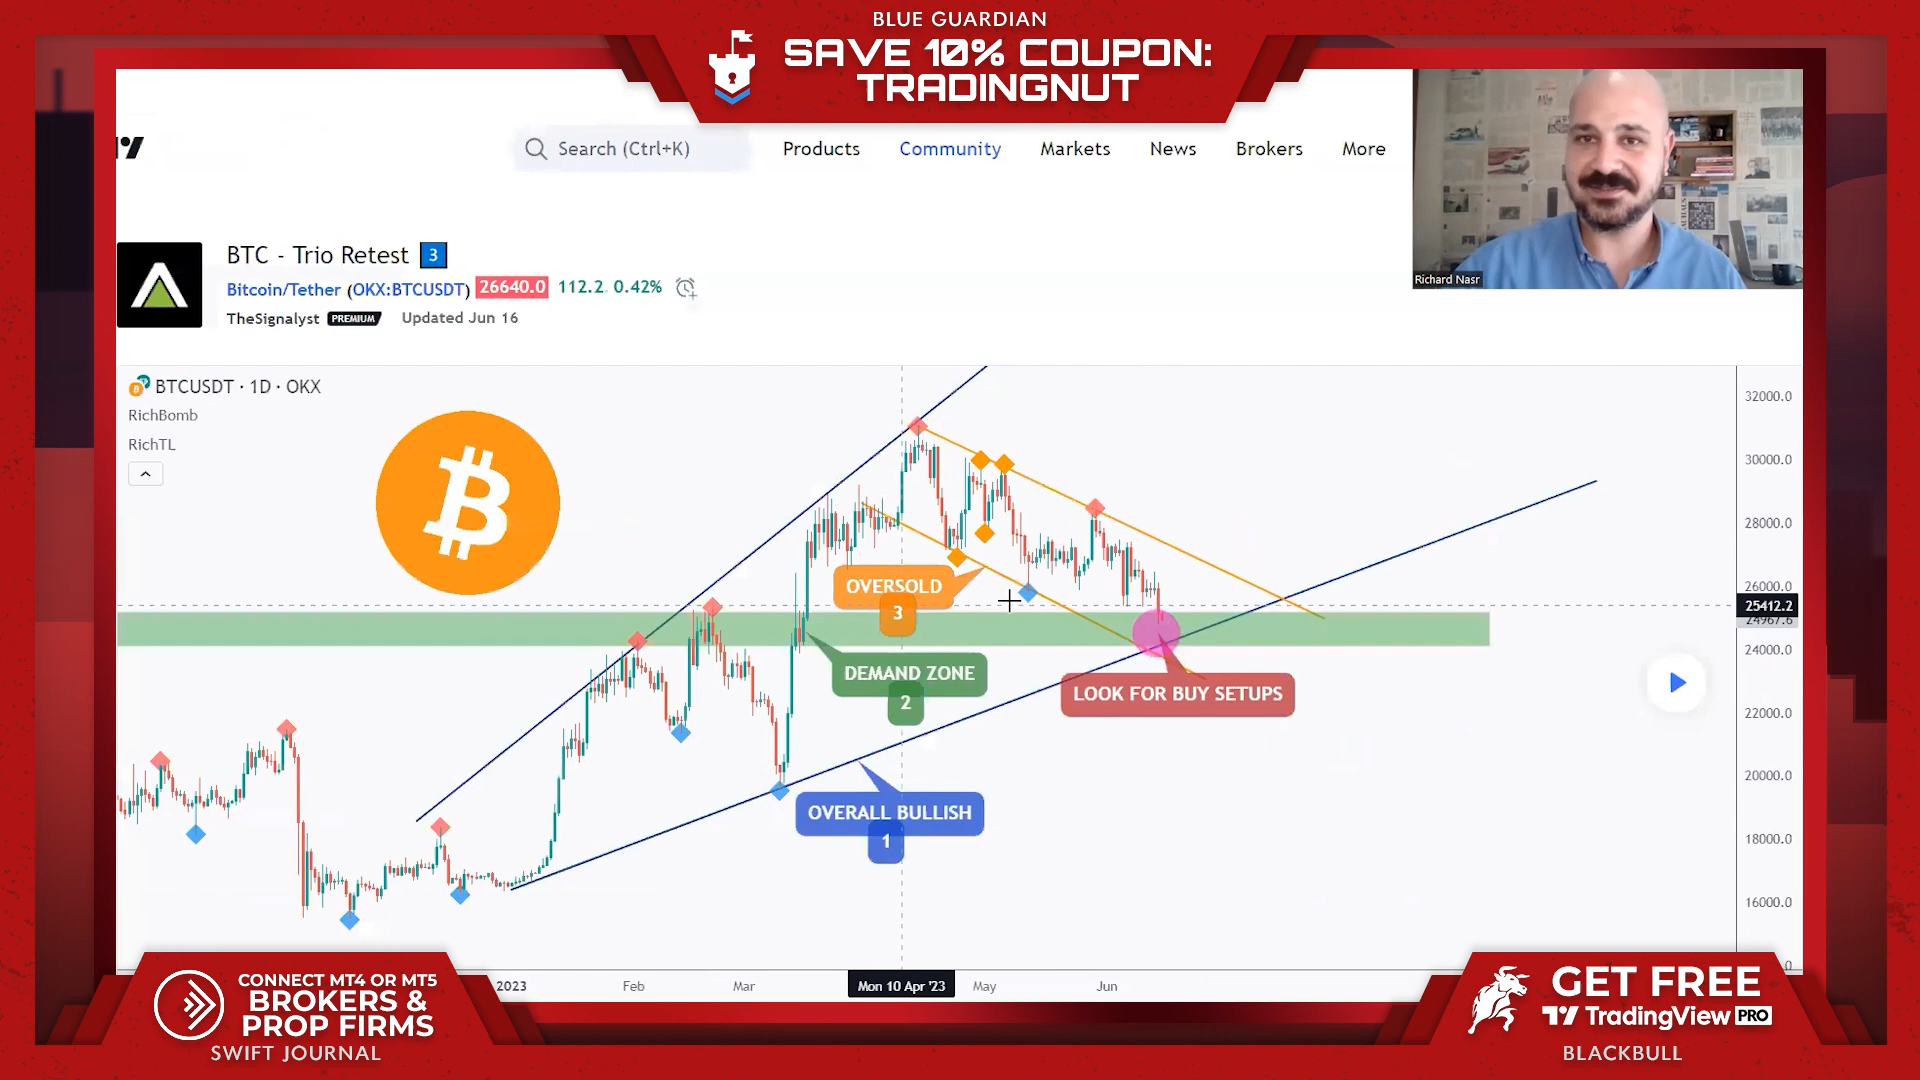 BLUE GUARDIAN
SAVE 10% COUPON:
TRADINGNUT
Search (Ctrl+K)
Products
Community
Markets
News
Brokers
More
Richard Nasr
BTC - Trio Retest 3
Bitcoin/Tether (OKX:BTCUSDT) 26640.0 112.2 0.42%
TheSignalyst PREMIUM Updated Jun 16
BTCUSDT · 1D · OKX
RichBomb
RichTL
32000.0
30000.0
28000.0
26000.0
25412.2
24967.6
24000.0
22000.0
20000.0
18000.0
16000.0
OVERSOLD
3
DEMAND ZONE
2
LOOK FOR BUY SETUPS
OVERALL BULLISH
1
2023
Feb
Mar
Mon 10 Apr '23
May
Jun
CONNECT MT4 OR MT5
BROKERS &
PROP FIRMS
SWIFT JOURNAL
GET FREE
TradingView PRO
BLACKBULL